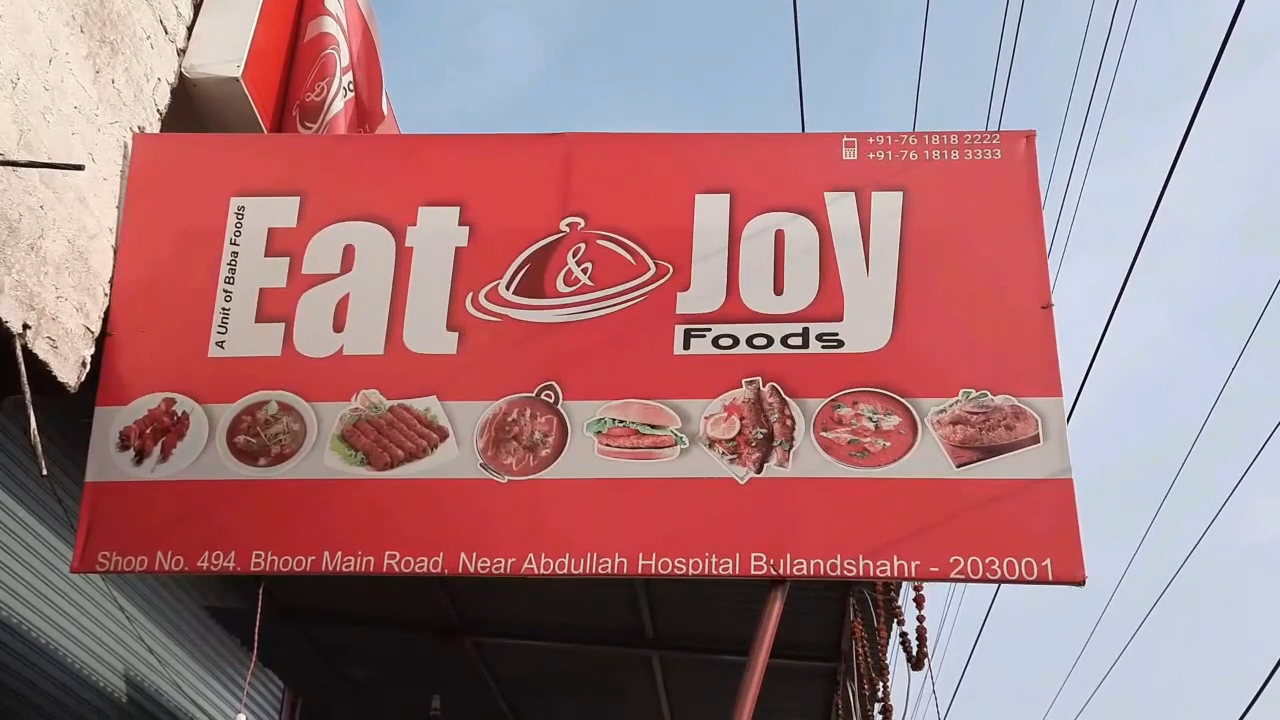 +91-76 1818 2222
+91-76 1818 3333
A Unit of Baba Foods
Eat & Joy
Foods
Shop No. 494. Bhoor Main Road, Near Abdullah Hospital Bulandshahr - 203001